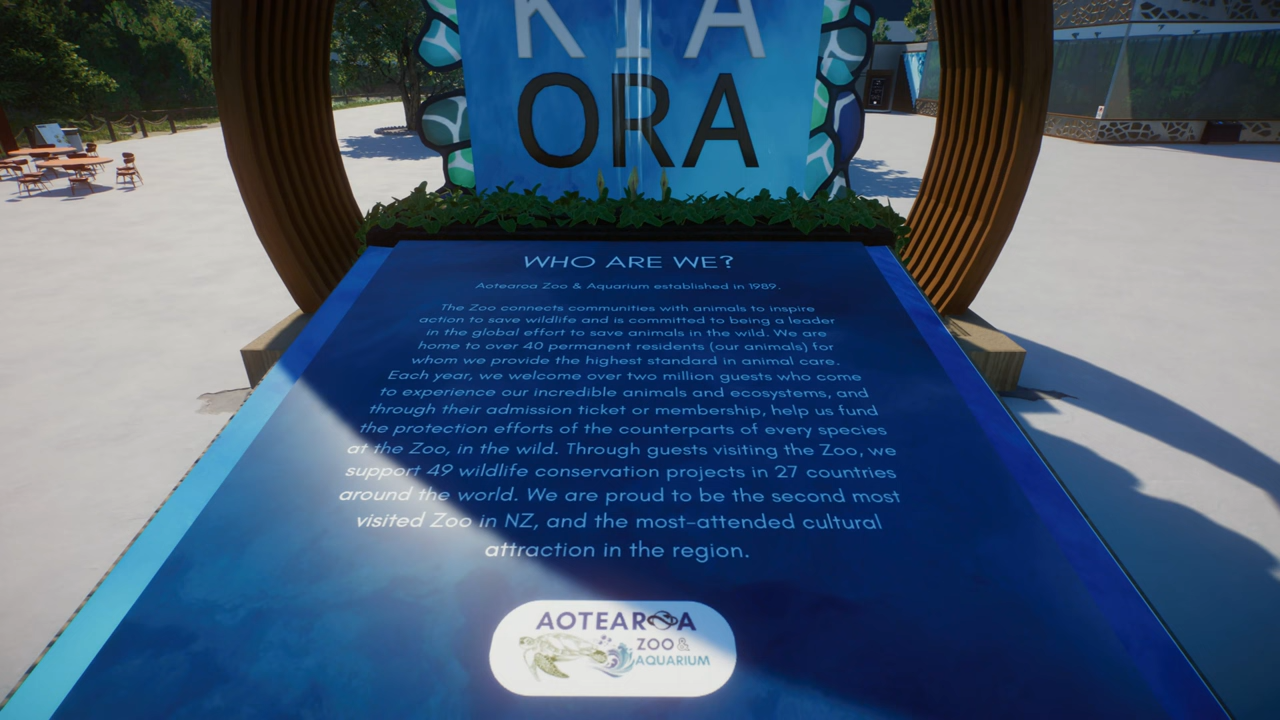 KIA
ORA
WHO ARE WE?
Aotearoa Zoo & Aquarium established in 1989.
The Zoo connects communities with animals to inspire
action to save wildlife and is committed to being a leader
in the global effort to save animals in the wild. We are
home to over 40 permanent residents (our animals) for
whom we provide the highest standard in animal care.
Each year, we welcome over two million guests who come
to experience our incredible animals and ecosystems, and
through their admission ticket or membership, help us fund
the protection efforts of the counterparts of every species
at the Zoo, in the wild. Through guests visiting the Zoo, we
support 49 wildlife conservation projects in 27 countries
around the world. We are proud to be the second most
visited Zoo in NZ, and the most-attended cultural
attraction in the region.
AOTEAROA
ZOO &
AQUARIUM